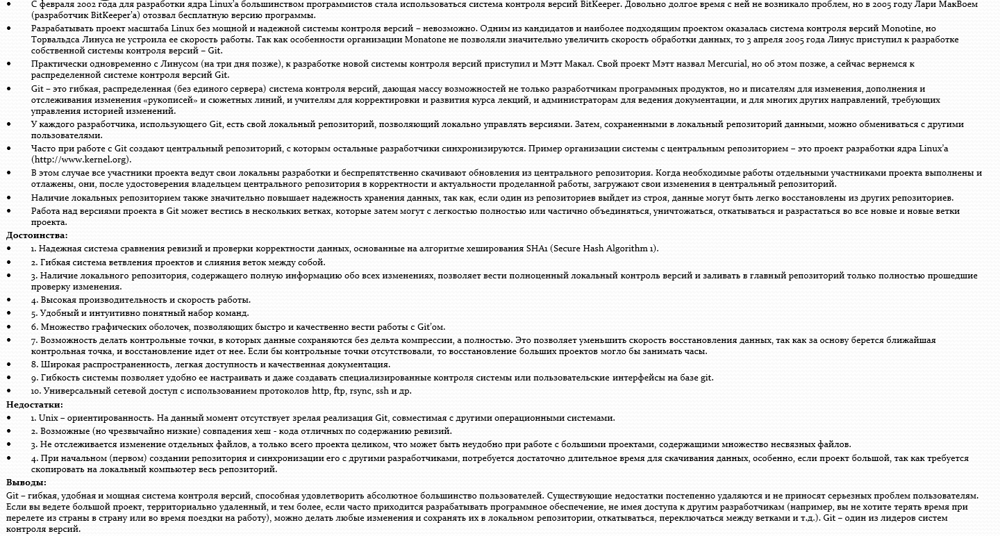 • С февраля 2002 года для разработки ядра Linux’а большинством программистов стала использоваться система контроля версий BitKeeper. Довольно долгое время с ней не возникало проблем, но в 2005 году Лари МакВоем
(разработчик BitKeeper’а) отозвал бесплатную версию программы.
• Разрабатывать проект масштаба Linux без мощной и надежной системы контроля версий – невозможно. Одним из кандидатов и наиболее подходящим проектом оказалась система контроля версий Monotine, но
Торвальдса Линуса не устроила ее скорость работы. Так как особенности организации Monatone не позволяли значительно увеличить скорость обработки данных, то 3 апреля 2005 года Линус приступил к разработке
собственной системы контроля версий – Git.
• Практически одновременно с Линусом (на три дня позже), к разработке новой системы контроля версий приступил и Мэтт Макал. Свой проект Мэтт назвал Mercurial, но об этом позже, а сейчас вернемся к
распределенной системе контроля версий Git.
• Git – это гибкая, распределенная (без единого сервера) система контроля версий, дающая массу возможностей не только разработчикам программных продуктов, но и писателям для изменения, дополнения и
отслеживания изменения «рукописей» и сюжетных линий, и учителям для корректировки и развития курса лекций, и администраторам для ведения документации, и для многих других направлений, требующих
управления историей изменений.
• У каждого разработчика, использующего Git, есть свой локальный репозиторий, позволяющий локально управлять версиями. Затем, сохраненными в локальный репозиторий данными, можно обмениваться с другими
пользователями.
• Часто при работе с Git создают центральный репозиторий, с которым остальные разработчики синхронизируются. Пример организации системы с центральным репозиторием – это проект разработки ядра Linux’а
(http://www.kernel.org).
• В этом случае все участники проекта ведут свои локальны разработки и беспрепятственно скачивают обновления из центрального репозитория. Когда необходимые работы отдельными участниками проекта выполнены и
отлажены, они, после удостоверения владельцем центрального репозитория в корректности и актуальности проделанной работы, загружают свои изменения в центральный репозиторий.
• Наличие локальных репозиторием также значительно повышает надежность хранения данных, так как, если один из репозиториев выйдет из строя, данные могут быть легко восстановлены из других репозиториев.
• Работа над версиями проекта в Git может вестись в нескольких ветках, которые затем могут с легкостью полностью или частично объединяться, уничтожаться, откатываться и разрастаться во все новые и новые ветки
проекта.
Достоинства:
• 1. Надежная система сравнения ревизий и проверки корректности данных, основанные на алгоритме хеширования SHA1 (Secure Hash Algorithm 1).
• 2. Гибкая система ветвления проектов и слияния веток между собой.
• 3. Наличие локального репозитория, содержащего полную информацию обо всех изменениях, позволяет вести полноценный локальный контроль версий и заливать в главный репозиторий только полностью прошедшие
проверку изменения.
• 4. Высокая производительность и скорость работы.
• 5. Удобный и интуитивно понятный набор команд.
• 6. Множество графических оболочек, позволяющих быстро и качественно вести работы с Git’ом.
• 7. Возможность делать контрольные точки, в которых данные сохраняются без дельта компрессии, а полностью. Это позволяет уменьшить скорость восстановления данных, так как за основу берется ближайшая
контрольная точка, и восстановление идет от нее. Если бы контрольные точки отсутствовали, то восстановление больших проектов могло бы занимать часы.
• 8. Широкая распространенность, легкая доступность и качественная документация.
• 9. Гибкость системы позволяет удобно ее настраивать и даже создавать специализированные контроля системы или пользовательские интерфейсы на базе git.
• 10. Универсальный сетевой доступ с использованием протоколов http, ftp, rsync, ssh и др.
Недостатки:
• 1. Unix – ориентированность. На данный момент отсутствует зрелая реализация Git, совместимая с другими операционными системами.
• 2. Возможные (но чрезвычайно низкие) совпадения хеш - кода отличных по содержанию ревизий.
• 3. Не отслеживается изменение отдельных файлов, а только всего проекта целиком, что может быть неудобно при работе с большими проектами, содержащими множество несвязных файлов.
• 4. При начальном (первом) создании репозитория и синхронизации его с другими разработчиками, потребуется достаточно длительное время для скачивания данных, особенно, если проект большой, так как требуется
скопировать на локальный компьютер весь репозиторий.
Выводы:
Git – гибкая, удобная и мощная система контроля версий, способная удовлетворить абсолютное большинство пользователей. Существующие недостатки постепенно удаляются и не приносят серьезных проблем пользователям.
Если вы ведете большой проект, территориально удаленный, и тем более, если часто приходится разрабатывать программное обеспечение, не имея доступа к другим разработчикам (например, вы не хотите терять время при
перелете из страны в страну или во время поездки на работу), можно делать любые изменения и сохранять их в локальном репозитории, откатываться, переключаться между ветками и т.д.). Git – один из лидеров систем
контроля версий.